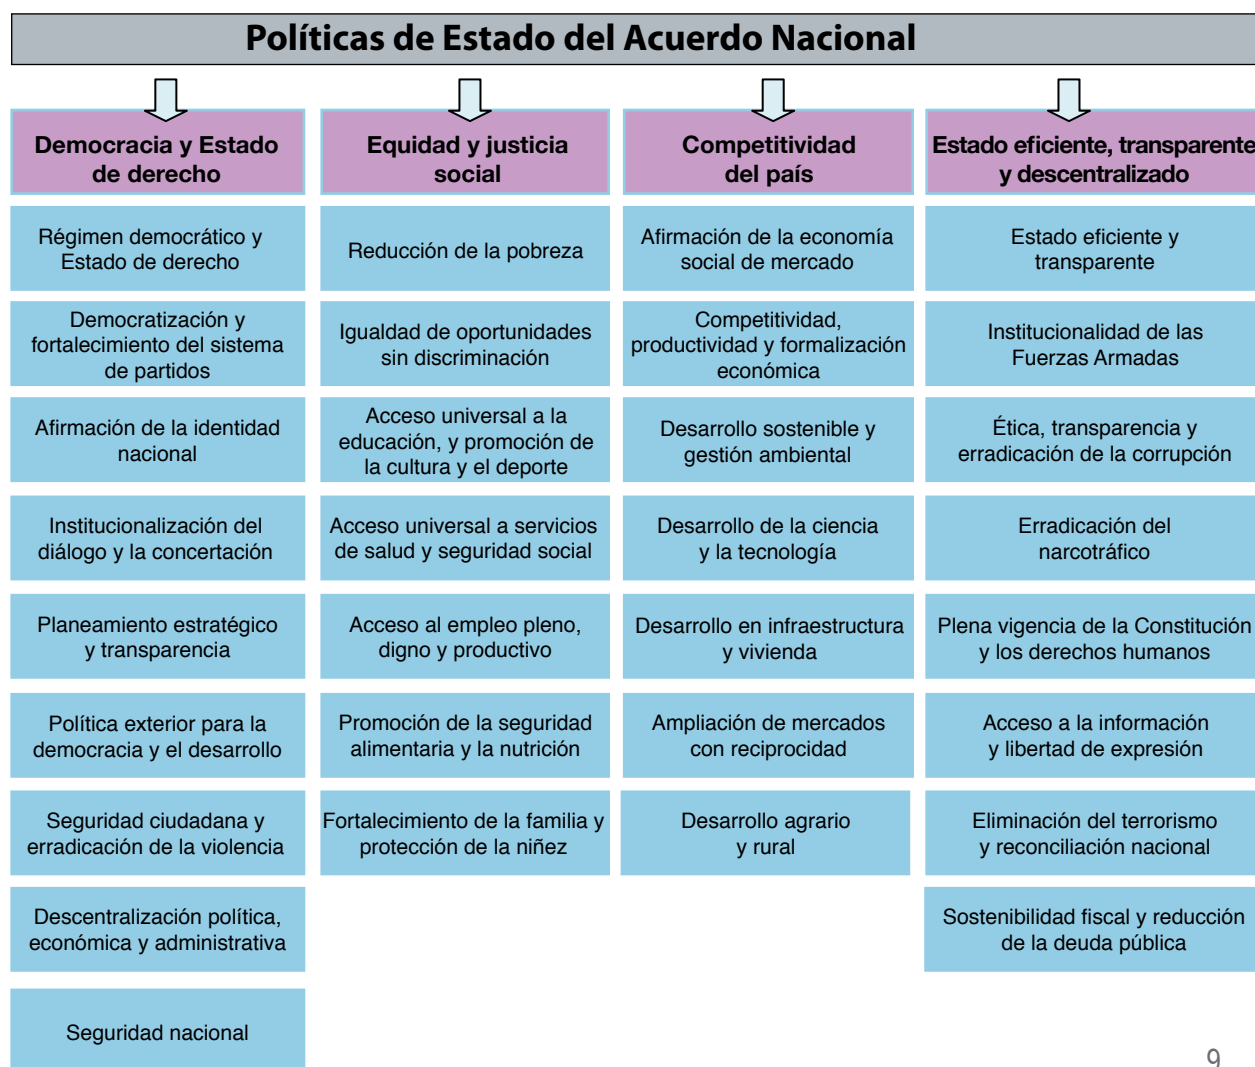 Políticas de Estado del Acuerdo Nacional
Democracia y Estado
de derecho
Régimen democrático y
Estado de derecho
Democratización y
fortalecimiento del sistema
de partidos
Afirmación de la identidad
nacional
Institucionalización del
diálogo y la concertación
Planeamiento estratégico
y transparencia
Política exterior para la
democracia y el desarrollo
Seguridad ciudadana y
erradicación de la violencia
Descentralización política,
económica y administrativa
Seguridad nacional
Equidad y justicia
social
Reducción de la pobreza
Igualdad de oportunidades
sin discriminación
Acceso universal a la
educación, y promoción de
la cultura y el deporte
Acceso universal a servicios
de salud y seguridad social
Acceso al empleo pleno,
digno y productivo
Promoción de la seguridad
alimentaria y la nutrición
Fortalecimiento de la familia y
protección de la niñez
Competitividad
del país
Afirmación de la economía
social de mercado
Competitividad,
productividad y formalización
económica
Desarrollo sostenible y
gestión ambiental
Desarrollo de la ciencia
y la tecnología
Desarrollo en infraestructura
y vivienda
Ampliación de mercados
con reciprocidad
Desarrollo agrario
y rural
Estado eficiente, transparente
y descentralizado
Estado eficiente y
transparente
Institucionalidad de las
Fuerzas Armadas
Ética, transparencia y
erradicación de la corrupción
Erradicación del
narcotráfico
Plena vigencia de la Constitución
y los derechos humanos
Acceso a la información
y libertad de expresión
Eliminación del terrorismo
y reconciliación nacional
Sostenibilidad fiscal y reducción
de la deuda pública
9